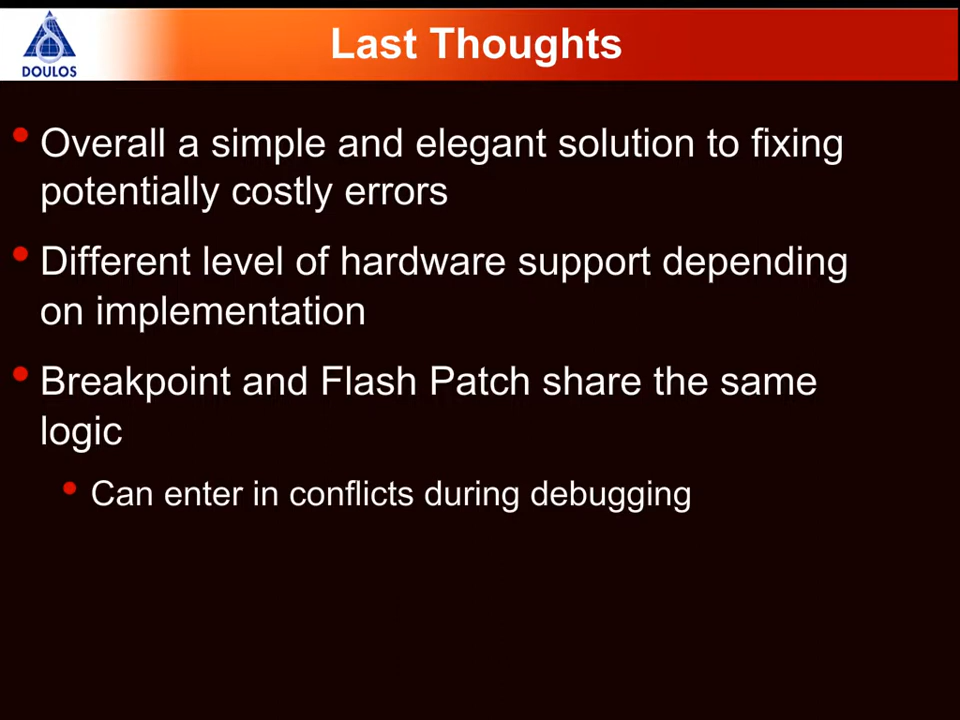 DOULOS
Last Thoughts
• Overall a simple and elegant solution to fixing
potentially costly errors
• Different level of hardware support depending
on implementation
• Breakpoint and Flash Patch share the same
logic
• Can enter in conflicts during debugging